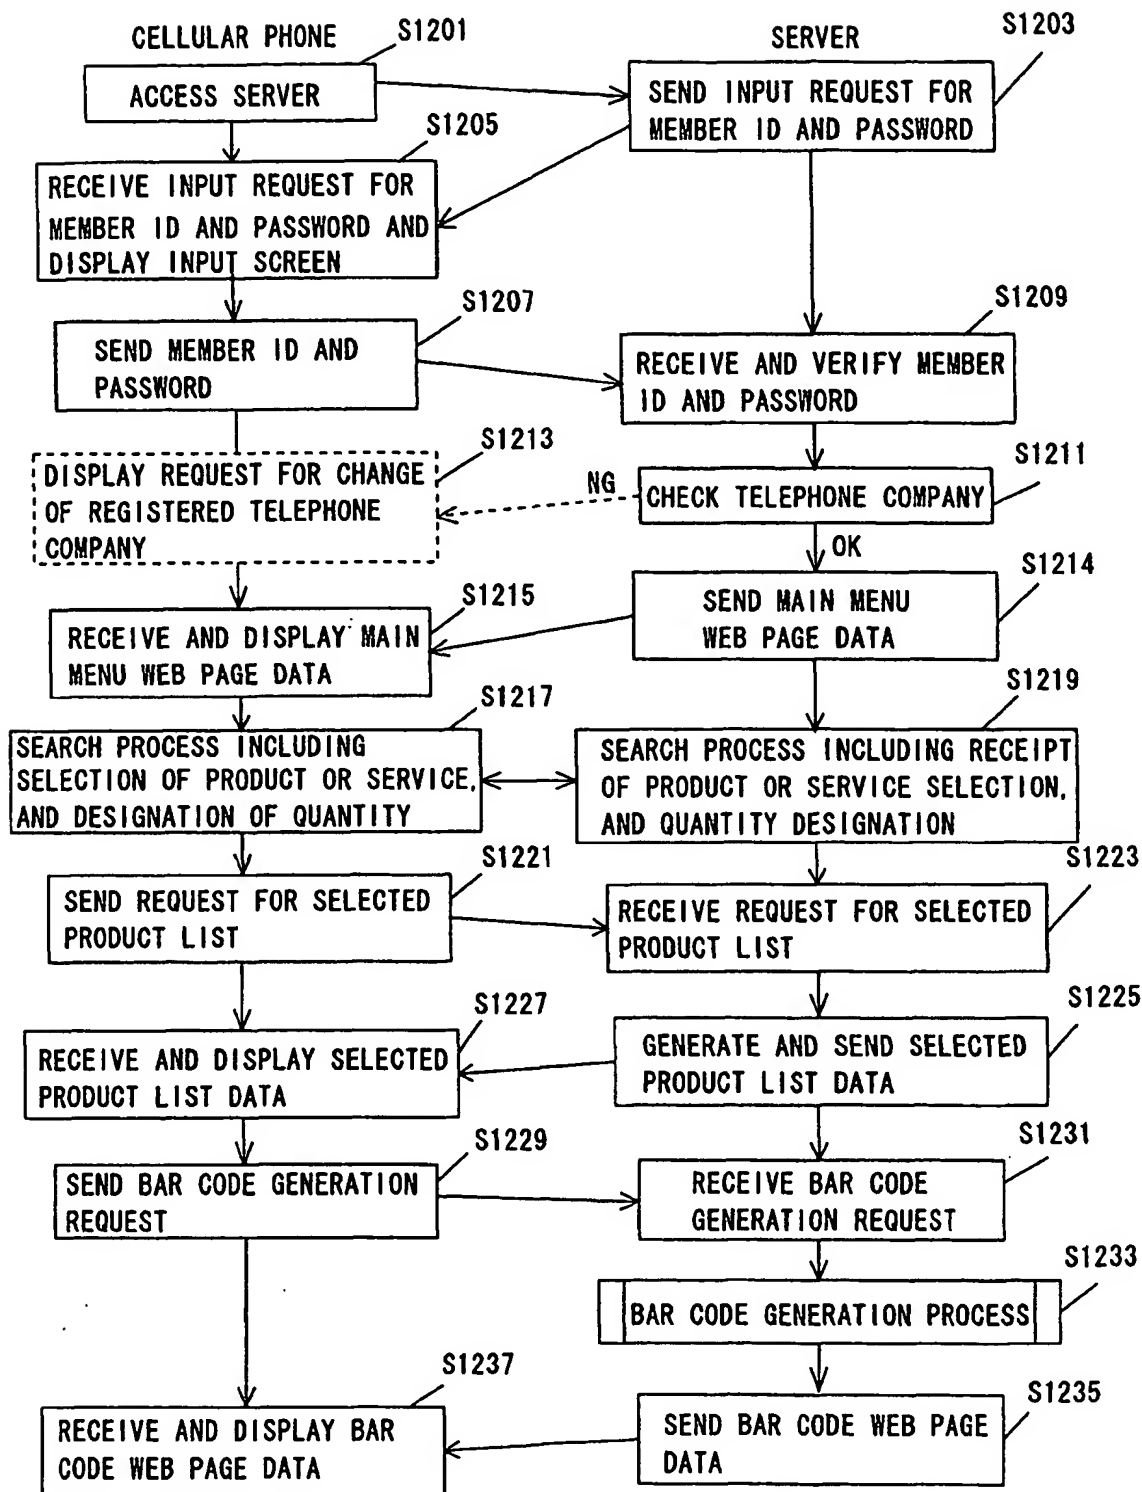 CELLULAR PHONE
S1201
SERVER
S1203
ACCESS SERVER
SEND INPUT REQUEST FOR
MEMBER ID AND PASSWORD
S1205
RECEIVE INPUT REQUEST FOR
MEMBER ID AND PASSWORD AND
DISPLAY INPUT SCREEN
S1207
S1209
SEND MEMBER ID AND
PASSWORD
RECEIVE AND VERIFY MEMBER
ID AND PASSWORD
S1213
S1211
DISPLAY REQUEST FOR CHANGE
OF REGISTERED TELEPHONE
COMPANY
NG
CHECK TELEPHONE COMPANY
OK
S1214
S1215
SEND MAIN MENU
WEB PAGE DATA
RECEIVE AND DISPLAY MAIN
MENU WEB PAGE DATA
S1217
S1219
SEARCH PROCESS INCLUDING
SELECTION OF PRODUCT OR SERVICE,
AND DESIGNATION OF QUANTITY
SEARCH PROCESS INCLUDING RECEIPT
OF PRODUCT OR SERVICE SELECTION,
AND QUANTITY DESIGNATION
S1221
S1223
SEND REQUEST FOR SELECTED
PRODUCT LIST
RECEIVE REQUEST FOR SELECTED
PRODUCT LIST
S1227
S1225
RECEIVE AND DISPLAY SELECTED
PRODUCT LIST DATA
GENERATE AND SEND SELECTED
PRODUCT LIST DATA
S1229
S1231
SEND BAR CODE GENERATION
REQUEST
RECEIVE BAR CODE
GENERATION REQUEST
S1233
BAR CODE GENERATION PROCESS
S1237
S1235
RECEIVE AND DISPLAY BAR
CODE WEB PAGE DATA
SEND BAR CODE WEB PAGE
DATA